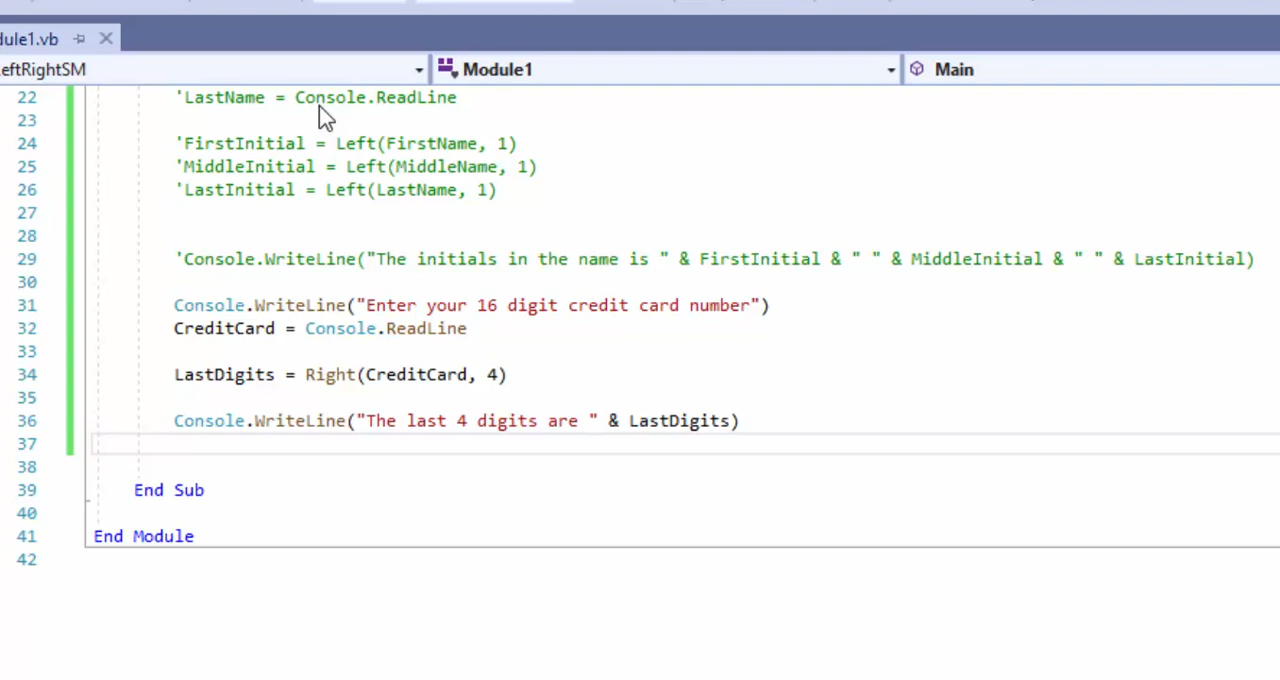 dule1.vb
eftRightSM Module1 Main
22 'LastName = Console.ReadLine
23
24 'FirstInitial = Left(FirstName, 1)
25 'MiddleInitial = Left(MiddleName, 1)
26 'LastInitial = Left(LastName, 1)
27
28
29 'Console.WriteLine("The initials in the name is " & FirstInitial & " " & MiddleInitial & " " & LastInitial)
30
31 Console.WriteLine("Enter your 16 digit credit card number")
32 CreditCard = Console.ReadLine
33
34 LastDigits = Right(CreditCard, 4)
35
36 Console.WriteLine("The last 4 digits are " & LastDigits)
37
38
39 End Sub
40
41 End Module
42